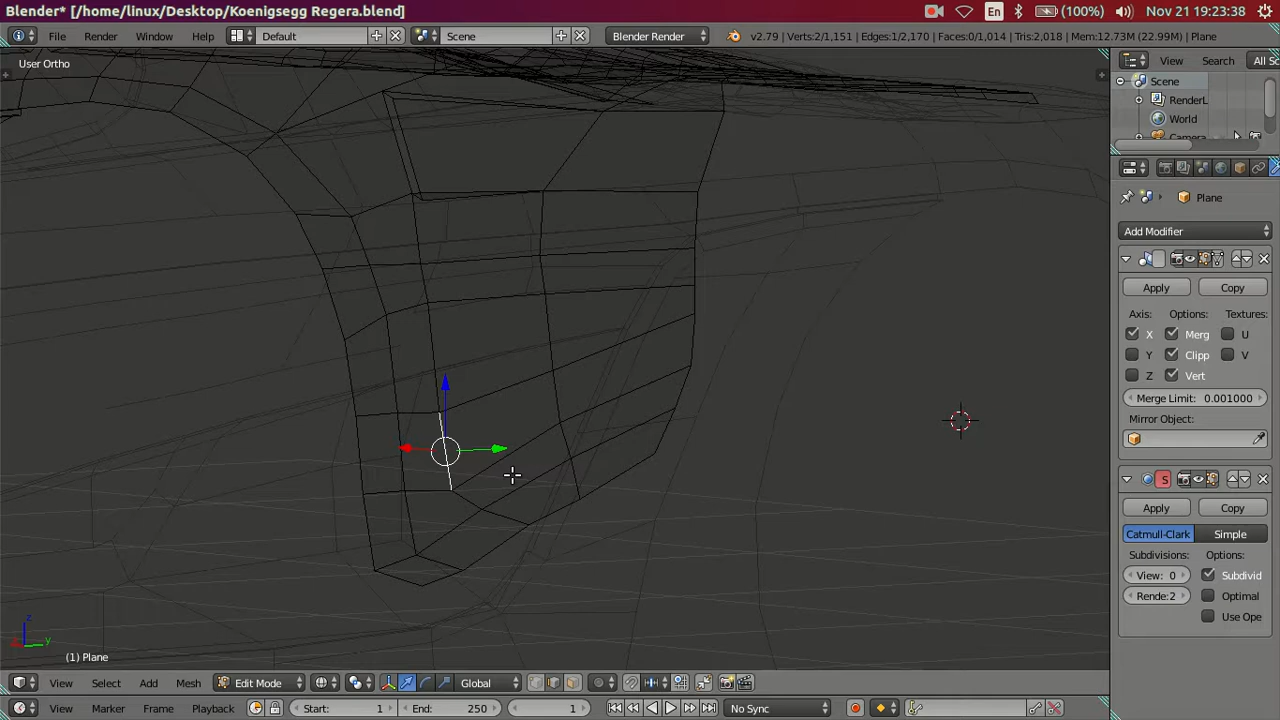 Blender* [/home/linux/Desktop/Koenigsegg Regera.blend]
En (100%) Nov 21 19:23:38
File Render Window Help Default Scene Blender Render v2.79 | Verts:2/1,151 | Edges:1/2,170 | Faces:0/1,014 | Tris:2,018 | Mem:12.73M (22.99M) | Plane
User Ortho
View Search All Sc
Scene
RenderL
World
Camera
Plane
Add Modifier
Apply Copy
Axis: Options: Textures:
X Merg U
Y Clipp V
Z Vert
Merge Limit: 0.001000
Mirror Object:
S
Apply Copy
Catmull-Clark Simple
Subdivisions: Options:
View: 0 Subdivid
Rende:2 Optimal
Use Ope
z
y
(1) Plane
View Select Add Mesh Edit Mode Global
View Marker Frame Playback Start: 1 End: 250 1 No Sync